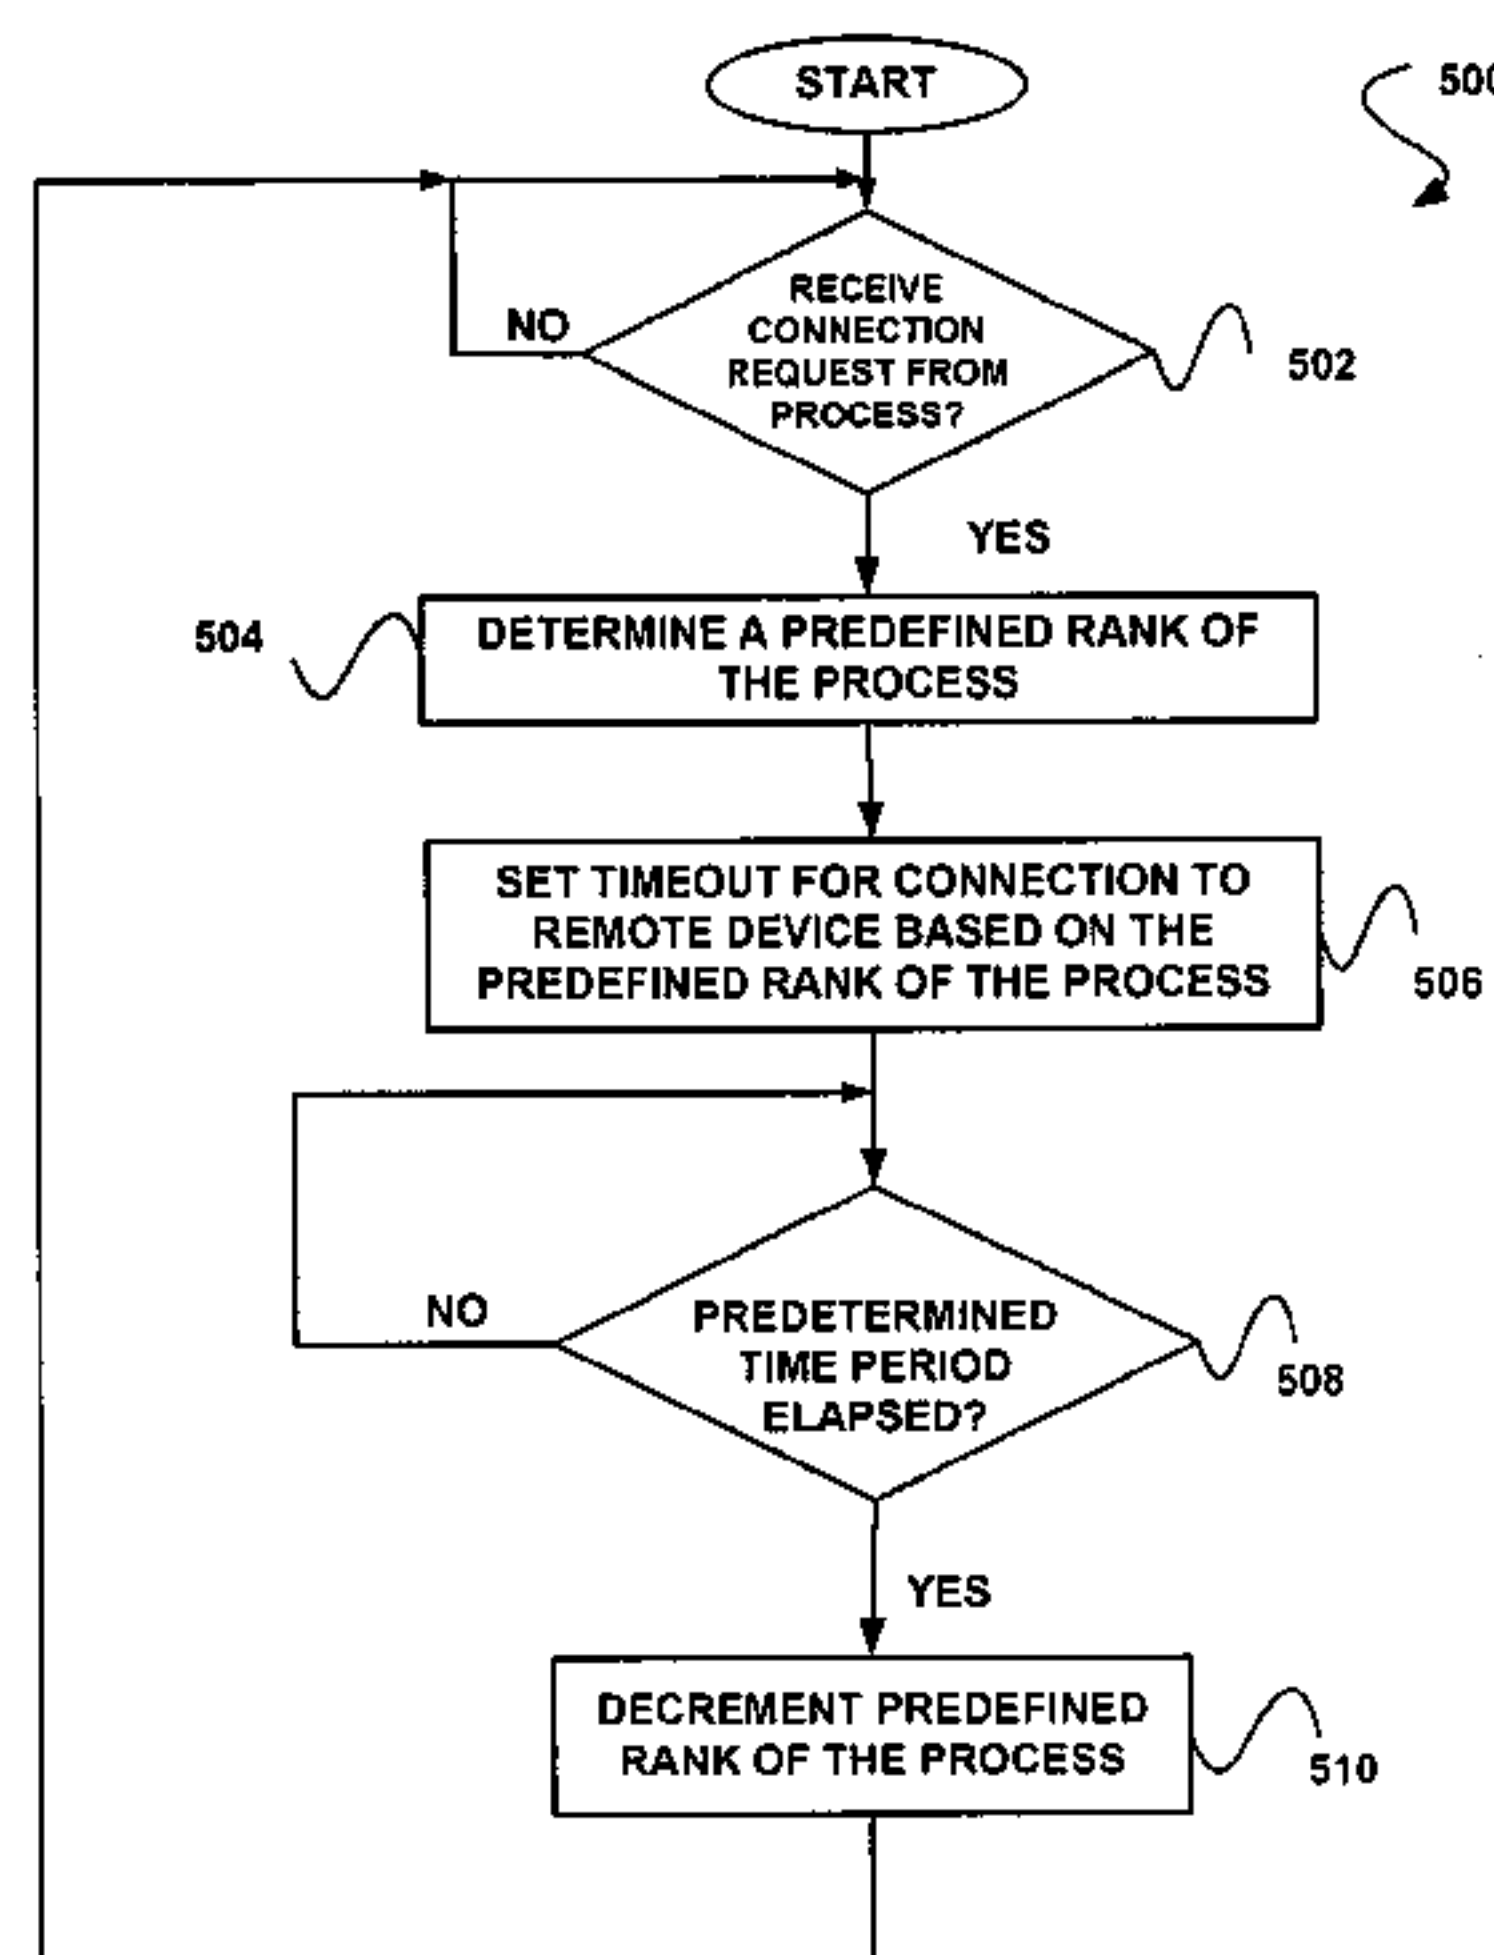 START
500
RECEIVE
CONNECTION
REQUEST FROM
PROCESS?
NO
502
YES
504
DETERMINE A PREDEFINED RANK OF
THE PROCESS
SET TIMEOUT FOR CONNECTION TO
REMOTE DEVICE BASED ON THE
PREDEFINED RANK OF THE PROCESS
506
NO
PREDETERMINED
TIME PERIOD
ELAPSED?
508
YES
DECREMENT PREDEFINED
RANK OF THE PROCESS
510